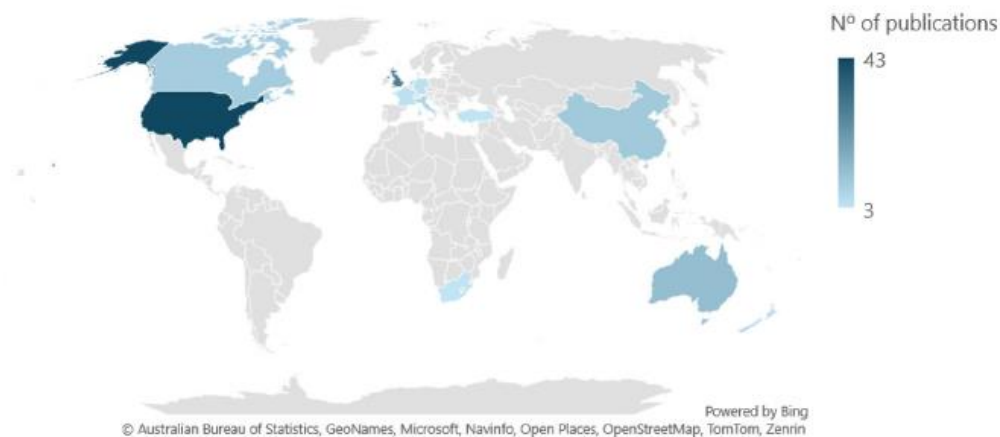 Nº of publications
43
3
Powered by Bing
© Australian Bureau of Statistics, GeoNames, Microsoft, Navinfo, Open Places, OpenStreetMap, TomTom, Zenrin